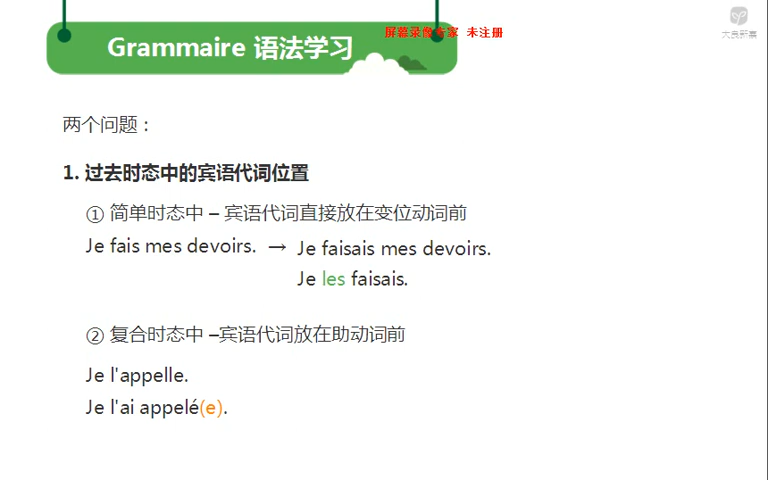 Grammaire 语法学习
屏幕录像专家 未注册
两个问题：
1. 过去时态中的宾语代词位置
① 简单时态中 – 宾语代词直接放在变位动词前
Je fais mes devoirs. → Je faisais mes devoirs.
Je les faisais.
② 复合时态中 –宾语代词放在助动词前
Je l'appelle.
Je l'ai appelé(e).